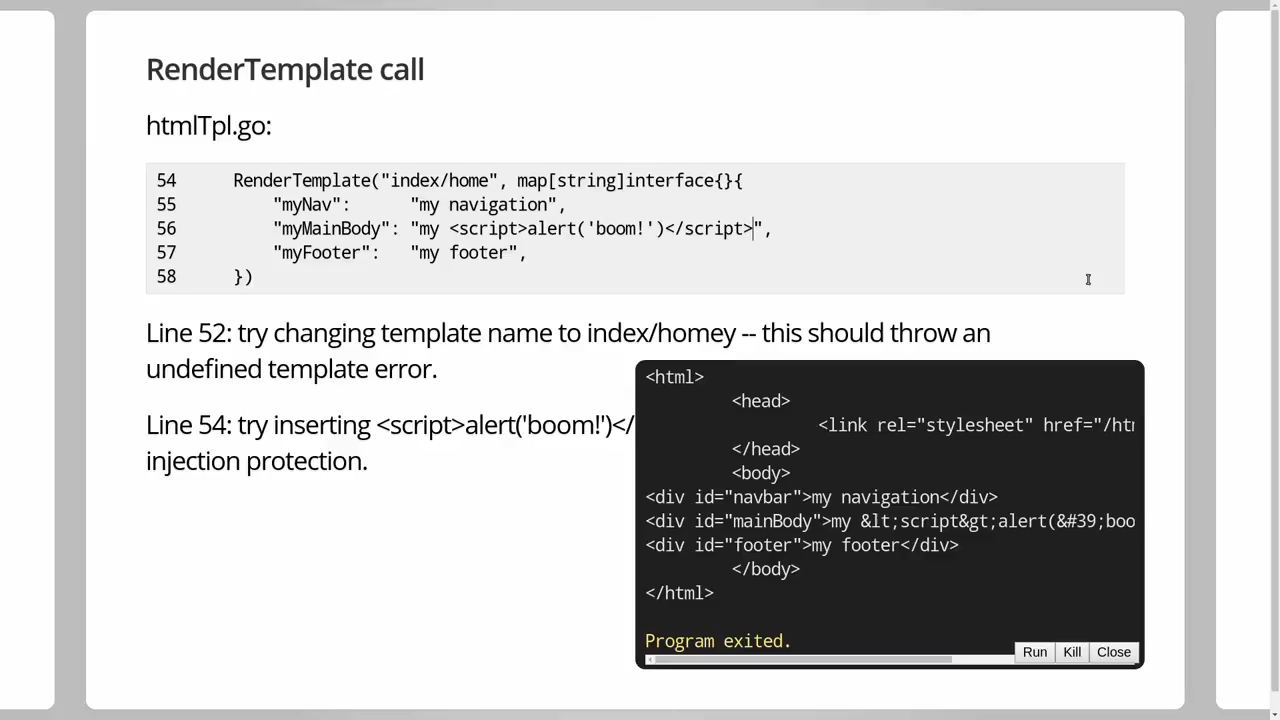 RenderTemplate call
htmlTpl.go:
54 RenderTemplate("index/home", map[string]interface{}{
55 "myNav": "my navigation",
56 "myMainBody": "my <script>alert('boom!')</script>",
57 "myFooter": "my footer",
58 })
Line 52: try changing template name to index/homey -- this should throw an
undefined template error.
Line 54: try inserting <script>alert('boom!')</
injection protection.
<html>
<head>
<link rel="stylesheet" href="/htm
</head>
<body>
<div id="navbar">my navigation</div>
<div id="mainBody">my &lt;script&gt;alert(&#39;boo
<div id="footer">my footer</div>
</body>
</html>
Program exited.
Run Kill Close